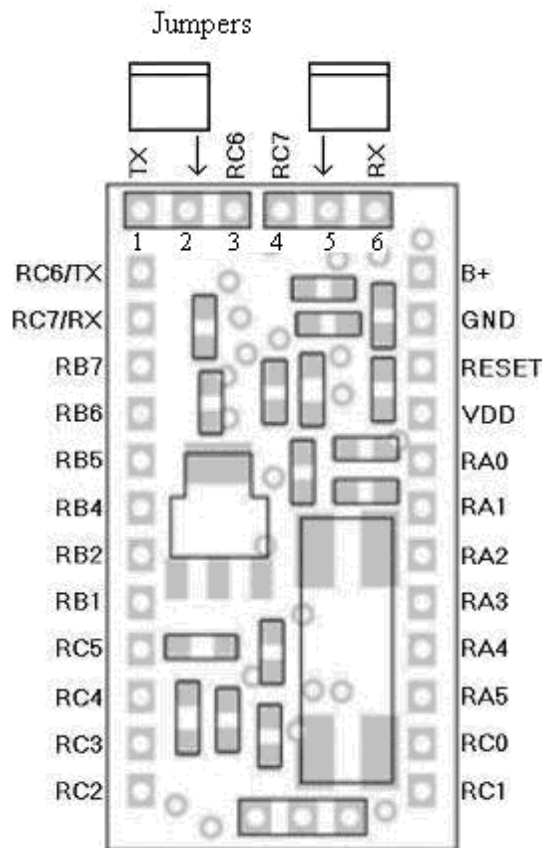 Jumpers
TX RC6 RC7 RX
1 2 3 4 5 6
RC6/TX B+
RC7/RX GND
RB7 RESET
RB6 VDD
RB5 RA0
RB4 RA1
RB2 RA2
RB1 RA3
RC5 RA4
RC4 RA5
RC3 RC0
RC2 RC1